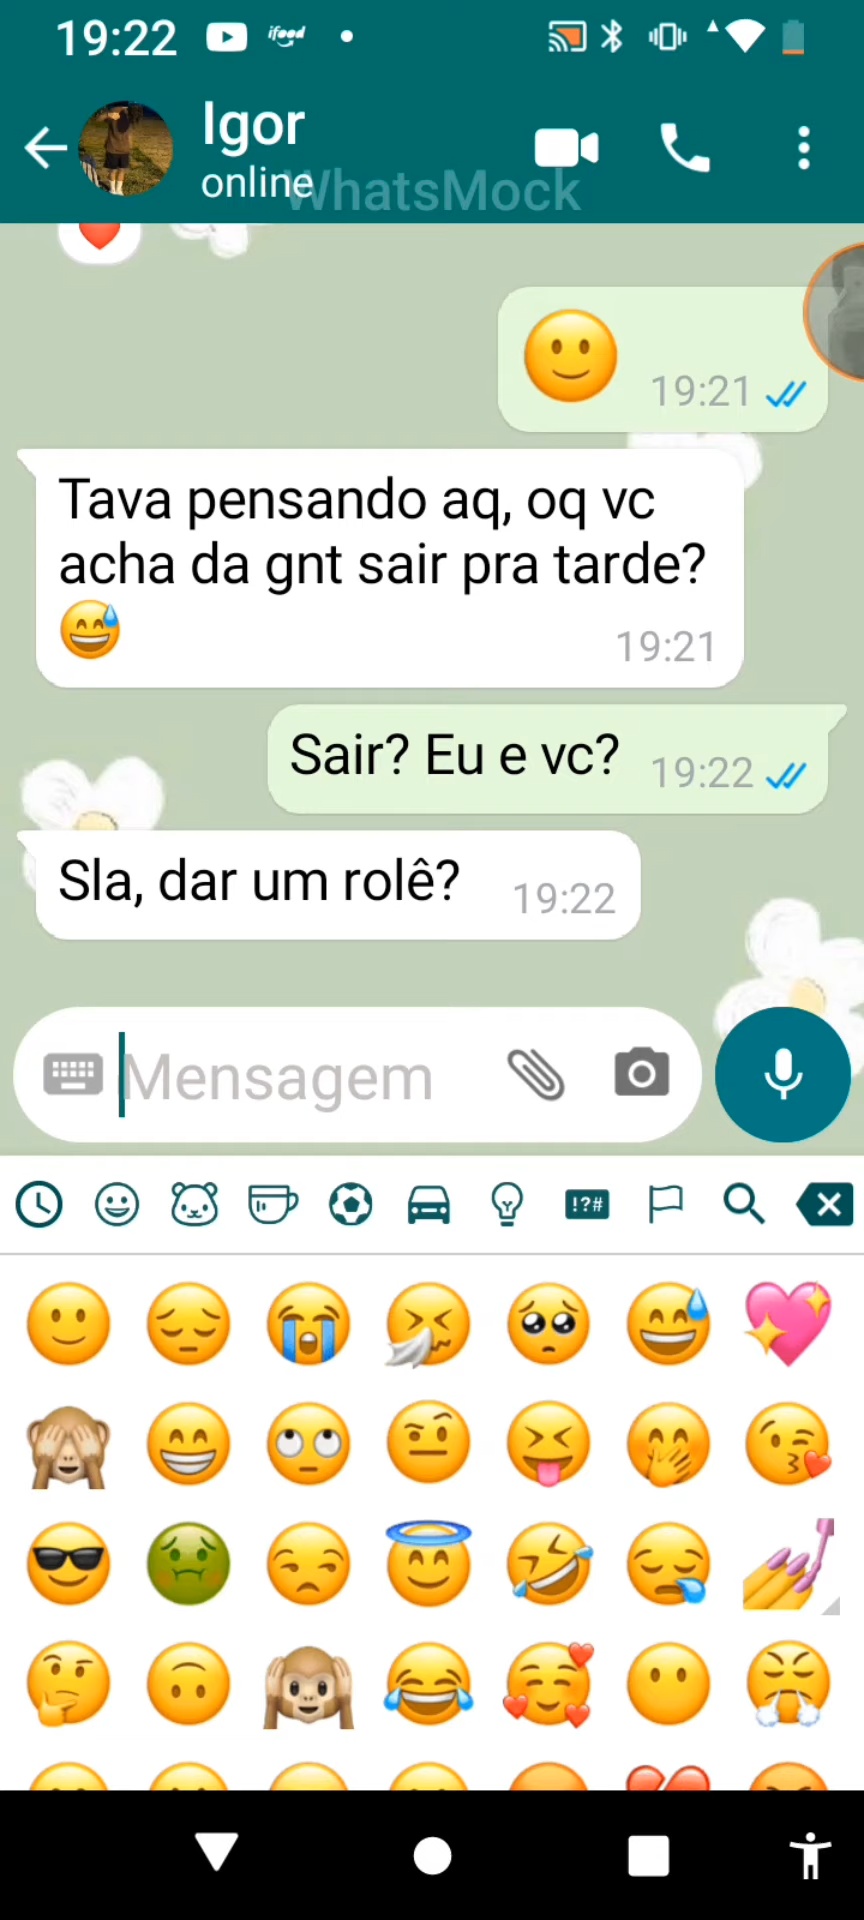 19:22 ifood
Igor
online
WhatsMock
19:21
Tava pensando aq, oq vc
acha da gnt sair pra tarde?
😅
19:21
Sair? Eu e vc? 19:22
Sla, dar um rolê? 19:22
Mensagem
!?#